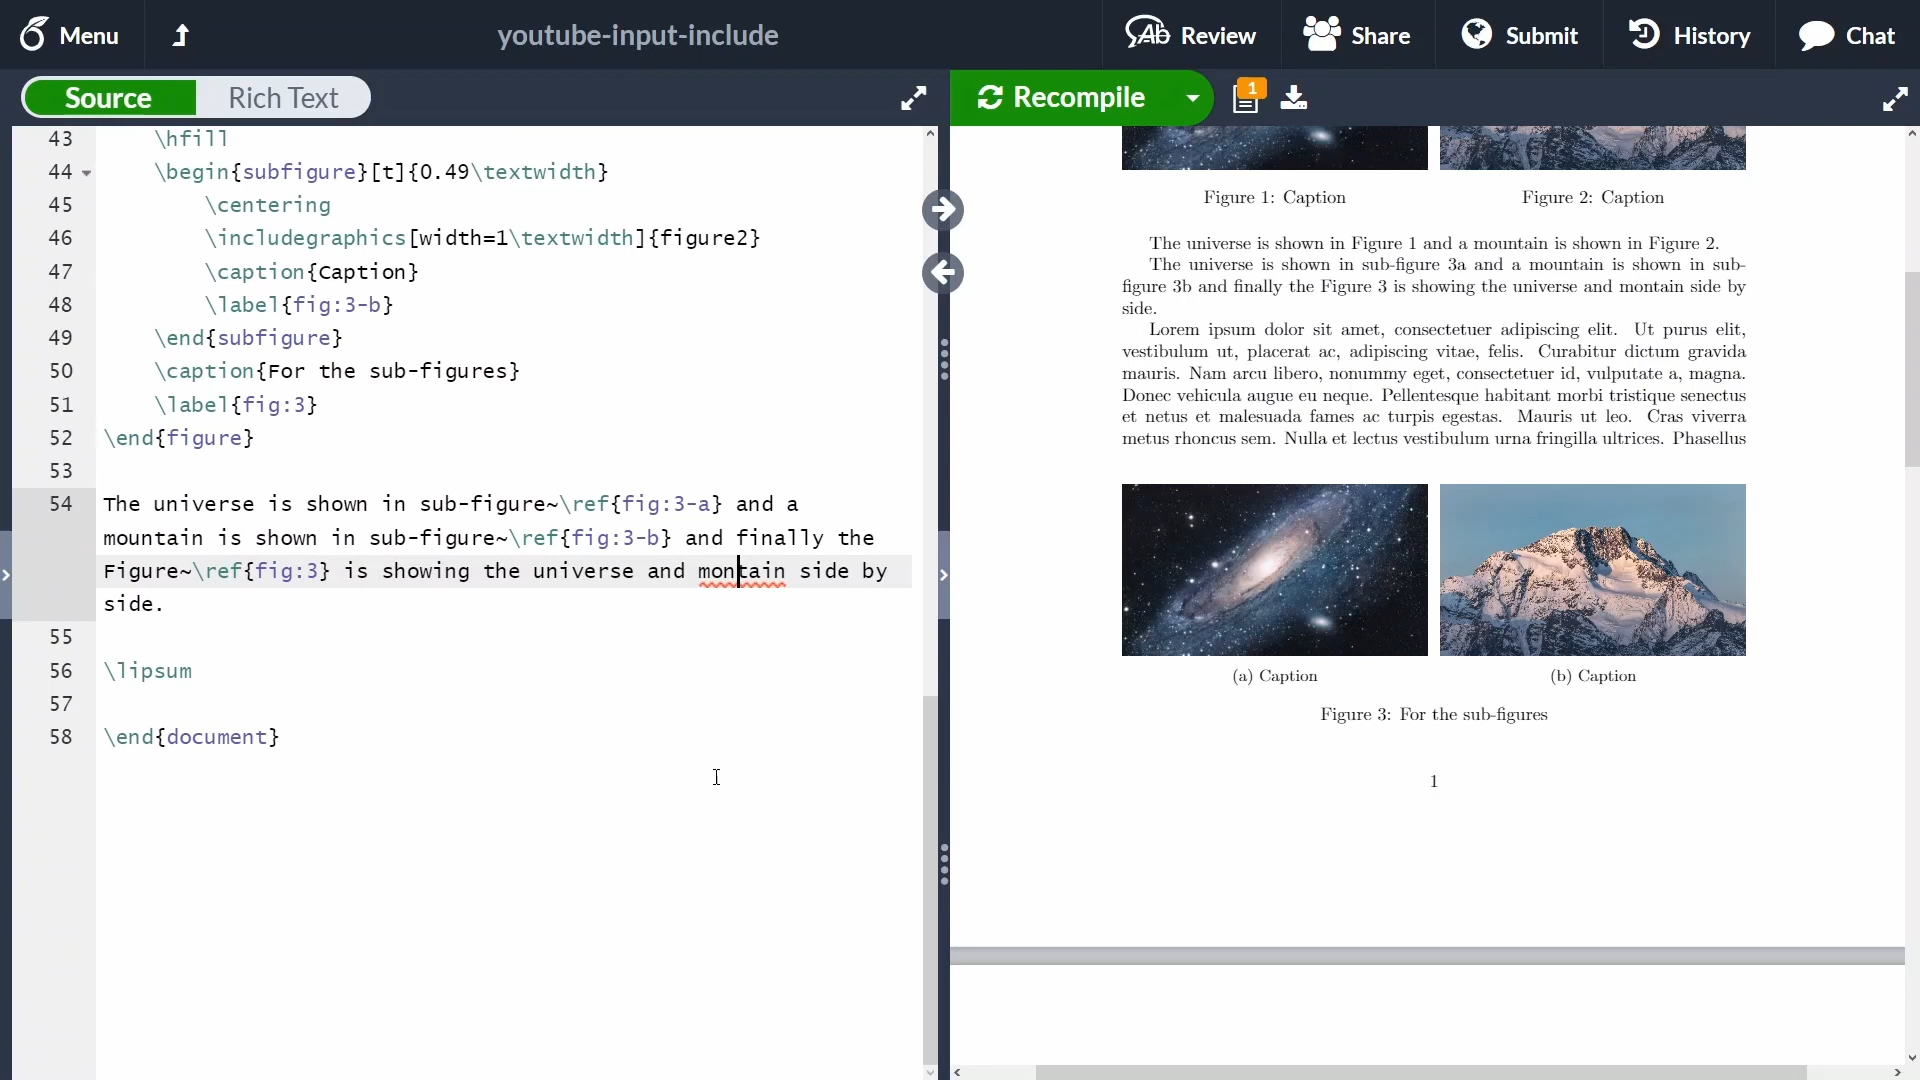 Menu
youtube-input-include
Review
Share
Submit
History
Chat
Source
Rich Text
Recompile
1
43 \hfill
44 \begin{subfigure}[t]{0.49\textwidth}
45 \centering
46 \includegraphics[width=1\textwidth]{figure2}
47 \caption{Caption}
48 \label{fig:3-b}
49 \end{subfigure}
50 \caption{For the sub-figures}
51 \label{fig:3}
52 \end{figure}
53
54 The universe is shown in sub-figure~\ref{fig:3-a} and a
mountain is shown in sub-figure~\ref{fig:3-b} and finally the
Figure~\ref{fig:3} is showing the universe and montain side by
side.
55
56 \lipsum
57
58 \end{document}
Figure 1: Caption
Figure 2: Caption
The universe is shown in Figure 1 and a mountain is shown in Figure 2.
The universe is shown in sub-figure 3a and a mountain is shown in sub-
figure 3b and finally the Figure 3 is showing the universe and montain side by
side.
Lorem ipsum dolor sit amet, consectetuer adipiscing elit. Ut purus elit,
vestibulum ut, placerat ac, adipiscing vitae, felis. Curabitur dictum gravida
mauris. Nam arcu libero, nonummy eget, consectetuer id, vulputate a, magna.
Donec vehicula augue eu neque. Pellentesque habitant morbi tristique senectus
et netus et malesuada fames ac turpis egestas. Mauris ut leo. Cras viverra
metus rhoncus sem. Nulla et lectus vestibulum urna fringilla ultrices. Phasellus
(a) Caption
(b) Caption
Figure 3: For the sub-figures
1